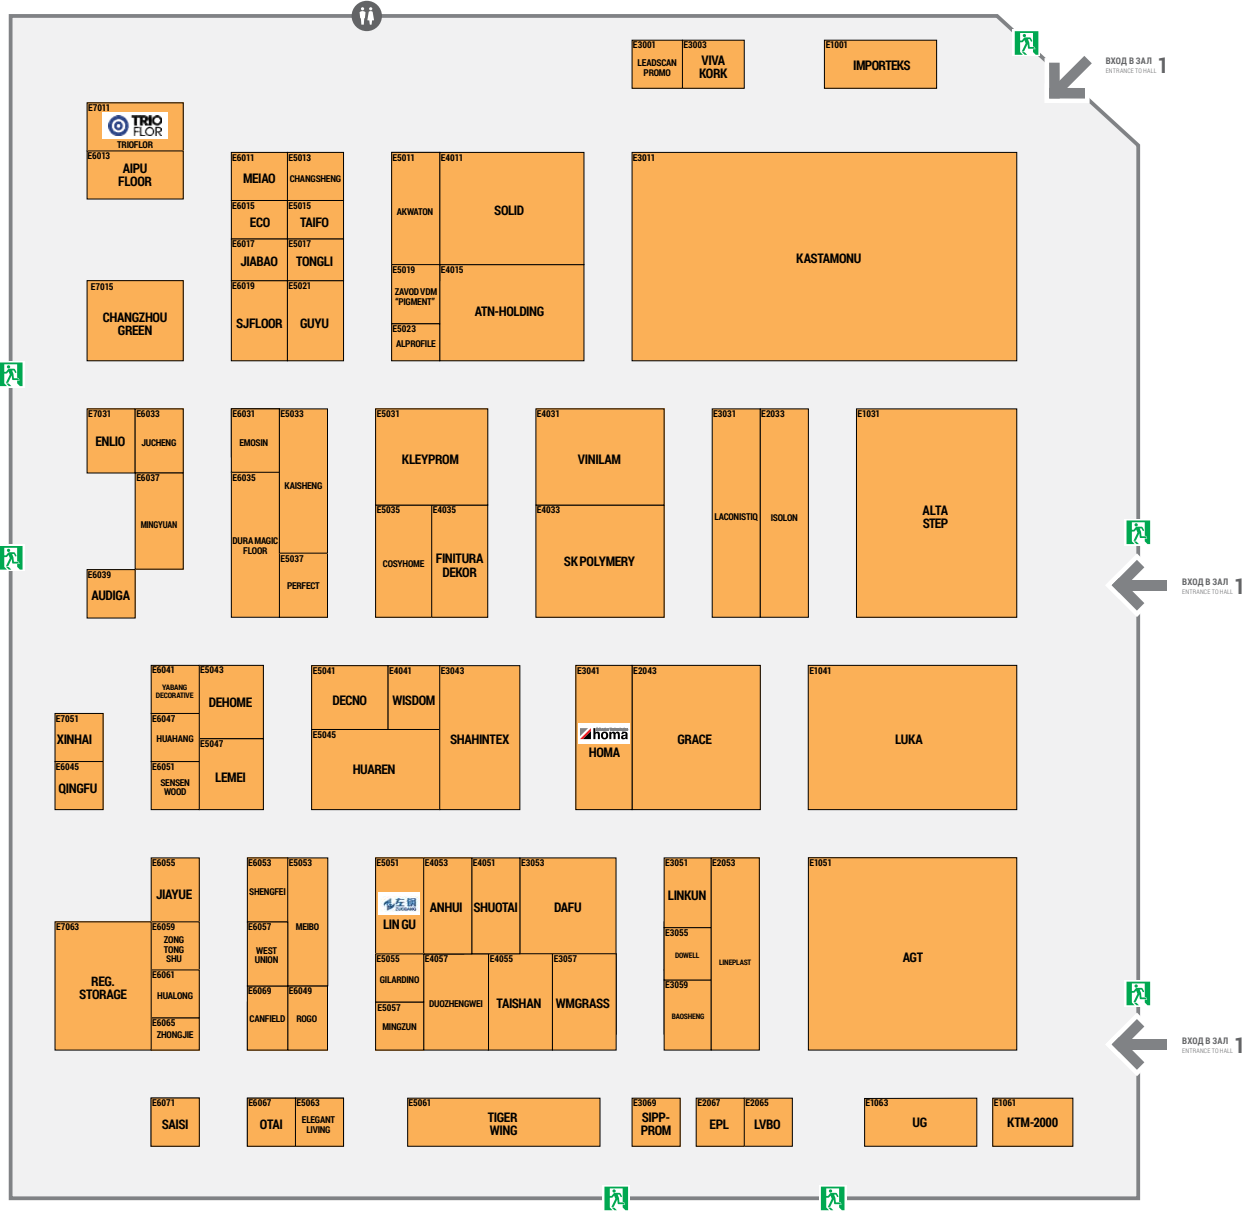 E3001
LEADSCAN
PROMO
E3003
VIVA
KORK
E1001
IMPORTEKS
ВХОД В ЗАЛ 1
ENTRANCE TO HALL
E7011
TRIO
FLOR
TRIOFLOR
E6013
AIPU
FLOOR
E6011
MEIAO
E5013
CHANGSHENG
E6015
ECO
E5015
TAIFO
E6017
JIABAO
E5017
TONGLI
E6019
SJFLOOR
E5021
GUYU
E5011
AKWATON
E4011
SOLID
E5019
ZAVOD VDM
"PIGMENT"
E5023
ALPROFILE
E4015
ATN-HOLDING
E3011
KASTAMONU
E7015
CHANGZHOU
GREEN
E7031
ENLIO
E6033
JUCHENG
E6037
MINGYUAN
E6039
AUDIGA
E6031
EMOSIN
E5033
KAISHENG
E6035
DURA MAGIC
FLOOR
E5037
PERFECT
E5031
KLEYPROM
E5035
COSYHOME
E4035
FINITURA
DEKOR
E4031
VINILAM
E4033
SK POLYMERY
E3031
LACONISTIQ
E2033
ISOLON
E1031
ALTA
STEP
ВХОД В ЗАЛ 1
ENTRANCE TO HALL
E7051
XINHAI
E6045
QINGFU
E6041
YABANG
DECORATIVE
E5043
DEHOME
E6047
HUAHANG
E5047
LEMEI
E6051
SENSEN
WOOD
E5041
DECNO
E4041
WISDOM
E3043
SHAHINTEX
E5045
HUAREN
E3041
homa
HOMA
E2043
GRACE
E1041
LUKA
E6055
JIAYUE
E7063
REG.
STORAGE
E6059
ZONG
TONG
SHU
E6061
HUALONG
E6065
ZHONGJIE
E6053
SHENGFEI
E5053
MEIBO
E6057
WEST
UNION
E6069
CANFIELD
E6049
ROGO
E5051
左钢
ZUOGANG
LIN GU
E4053
ANHUI
E4051
SHUOTAI
E3053
DAFU
E5055
GILARDINO
E5057
MINGZUN
E4057
DUOZHENGWEI
E4055
TAISHAN
E3057
WMGRASS
E3051
LINKUN
E2053
LINEPLAST
E3055
DOWELL
E3059
BAOSHENG
E1051
AGT
ВХОД В ЗАЛ 1
ENTRANCE TO HALL
E6071
SAISI
E6067
OTAI
E5063
ELEGANT
LIVING
E5061
TIGER
WING
E3069
SIPP-
PROM
E2067
EPL
E2065
LVBO
E1063
UG
E1061
KTM-2000